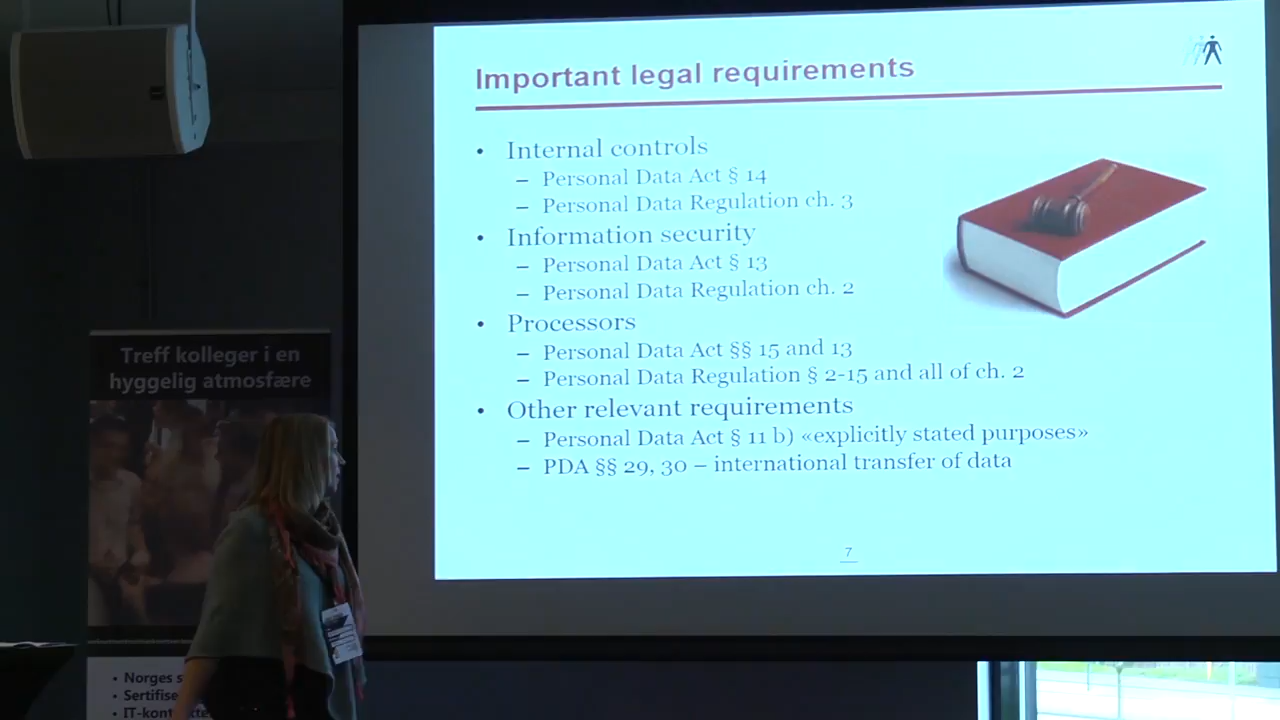 Important legal requirements
• Internal controls
– Personal Data Act § 14
– Personal Data Regulation ch. 3
• Information security
– Personal Data Act § 13
– Personal Data Regulation ch. 2
• Processors
– Personal Data Act §§ 15 and 13
– Personal Data Regulation § 2-15 and all of ch. 2
• Other relevant requirements
– Personal Data Act § 11 b) «explicitly stated purposes»
– PDA §§ 29, 30 – international transfer of data
7
Treff kolleger i en
hyggelig atmosfære
• Norges
• Sertifise
• IT-kon